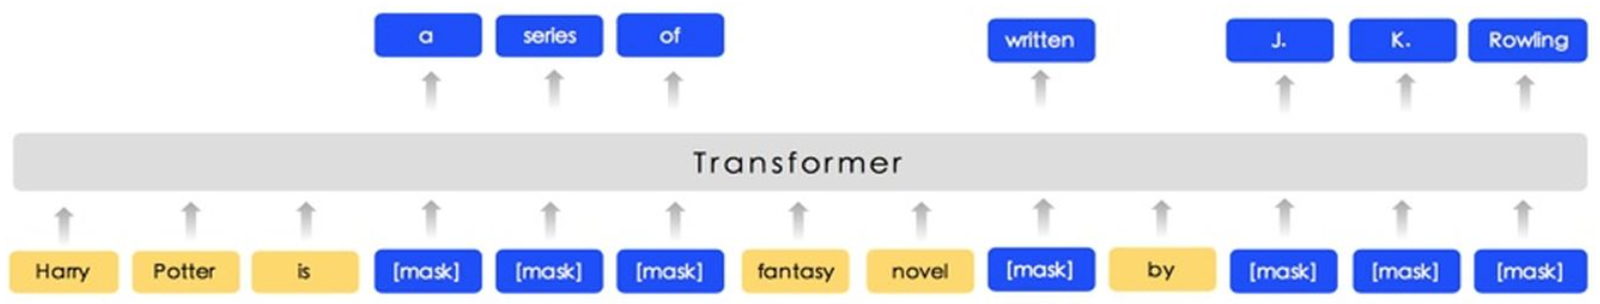 a series of written J. K. Rowling
Transformer
Harry Potter is [mask] [mask] [mask] fantasy novel [mask] by [mask] [mask] [mask]